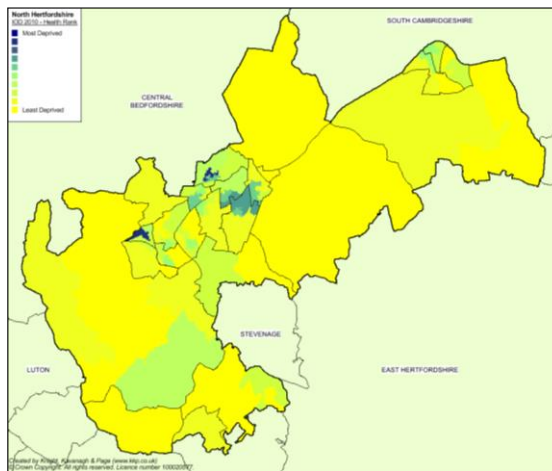 North Hertfordshire
IOD 2010 - Health Rank
Most Deprived
Least Deprived
SOUTH CAMBRIDGESHIRE
CENTRAL
BEDFORDSHIRE
STEVENAGE
LUTON
EAST HERTFORDSHIRE
Created by Knight, Kavanagh & Page (www.kkp.co.uk)
© Crown Copyright. All rights reserved. Licence number